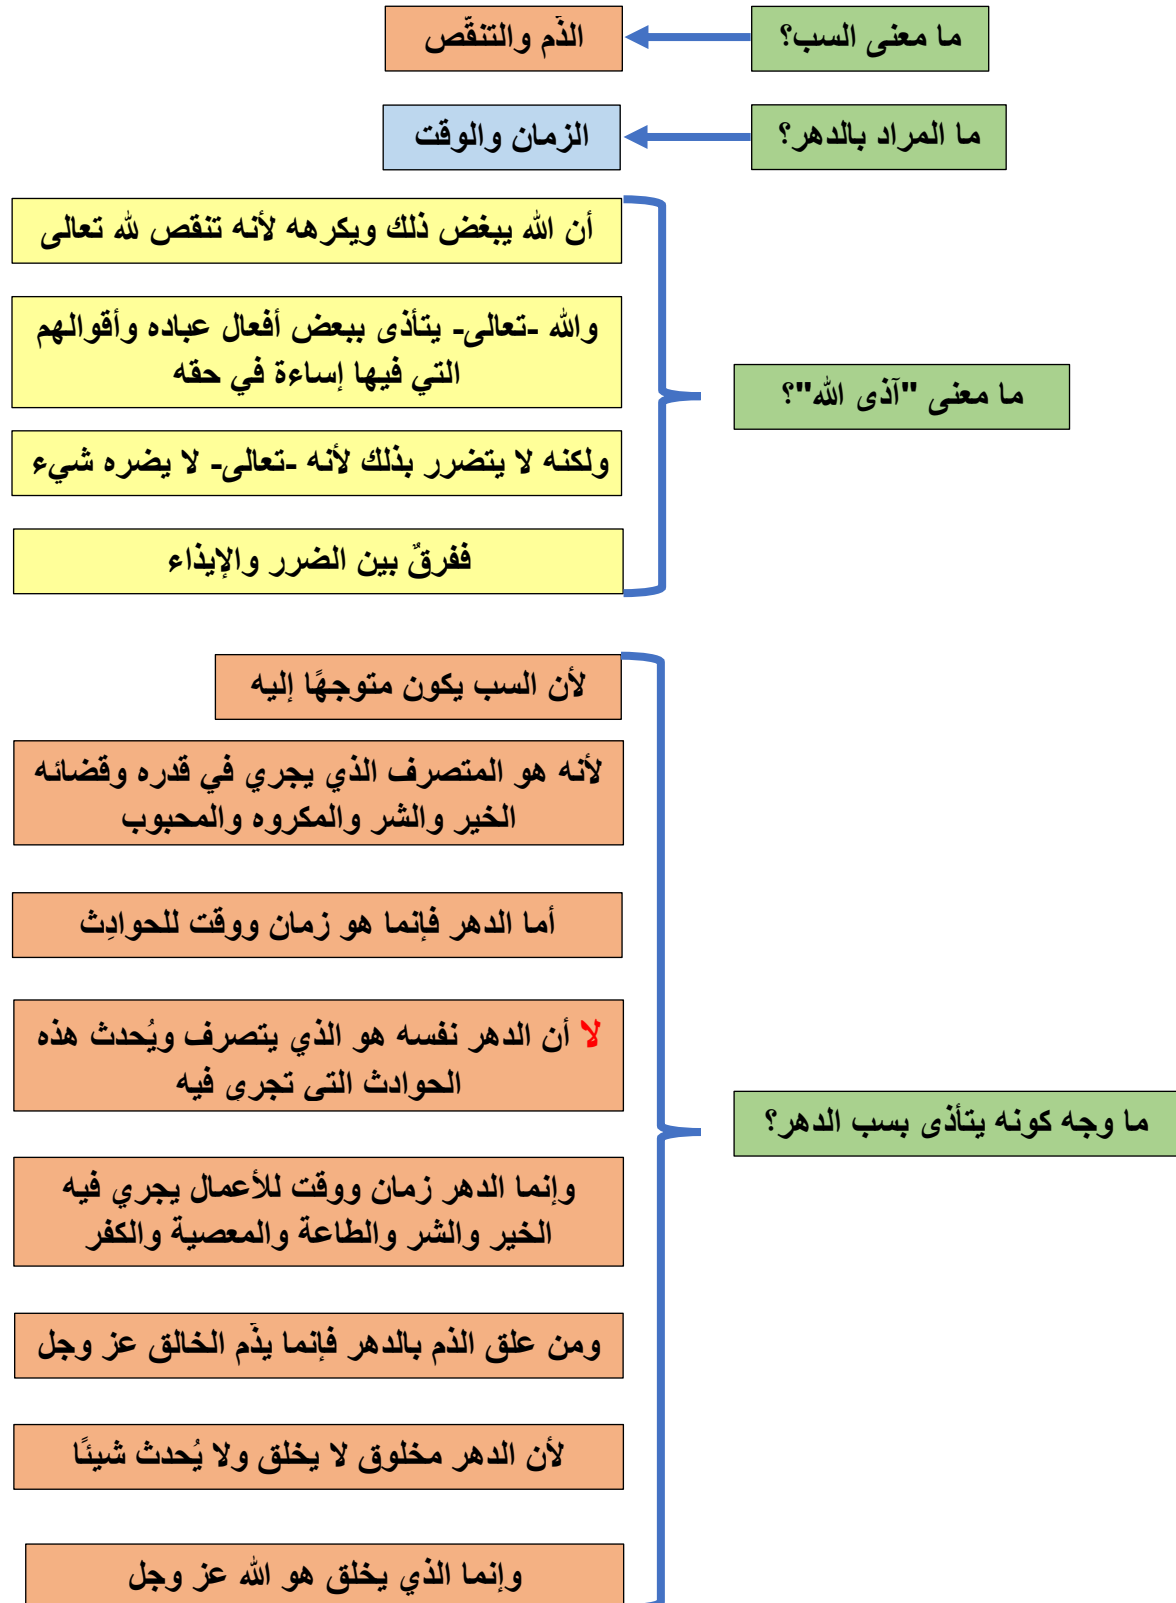 ما معنى السب؟
الذّم والتنقّص
ما المراد بالدهر؟
الزمان والوقت
ما معنى "آذى الله"؟
أن الله يبغض ذلك ويكرهه لأنه تنقص لله تعالى
والله -تعالى- يتأذى ببعض أفعال عباده وأقوالهم
التي فيها إساءة في حقه
ولكنه لا يتضرر بذلك لأنه -تعالى- لا يضره شيء
ففرقٌ بين الضرر والإيذاء
ما وجه كونه يتأذى بسب الدهر؟
لأن السب يكون متوجهًا إليه
لأنه هو المتصرف الذي يجري في قدره وقضائه
الخير والشر والمكروه والمحبوب
أما الدهر فإنما هو زمان ووقت للحوادِث
لا أن الدهر نفسه هو الذي يتصرف ويُحدث هذه
الحوادث التي تجري فيه
وإنما الدهر زمان ووقت للأعمال يجري فيه
الخير والشر والطاعة والمعصية والكفر
ومن علق الذم بالدهر فإنما يذّم الخالق عز وجل
لأن الدهر مخلوق لا يخلق ولا يُحدث شيئًا
وإنما الذي يخلق هو الله عز وجل